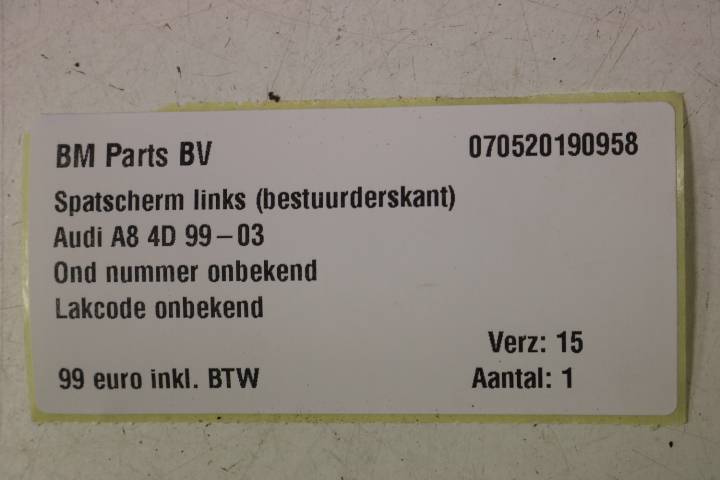 BM Parts BV 070520190958
Spatscherm links (bestuurderskant)
Audi A8 4D 99-03
Ond nummer onbekend
Lakcode onbekend
Verz: 15
99 euro inkl. BTW Aantal: 1